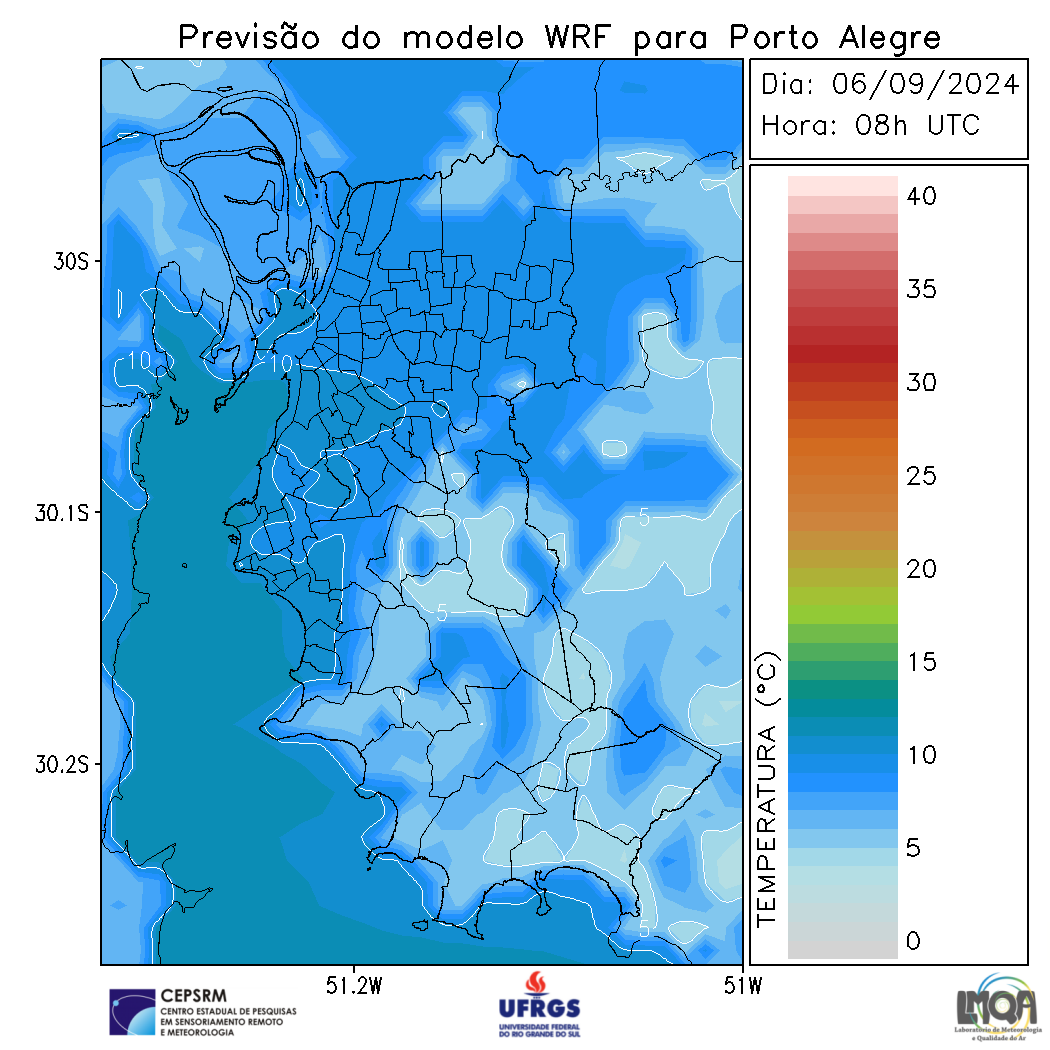 Previsão do modelo WRF para Porto Alegre
Dia: 06/09/2024
Hora: 08h UTC
40
35
30
25
20
15
10
5
0
TEMPERATURA (°C)
30S
30.1S
30.2S
51.2W
51W
10
10
5
5
5
CEPSRM
CENTRO ESTADUAL DE PESQUISAS
EM SENSORIAMENTO REMOTO
E METEOROLOGIA
UFRGS
UNIVERSIDADE FEDERAL
DO RIO GRANDE DO SUL
LMQA
Laboratório de Meteorologia
e Qualidade do Ar